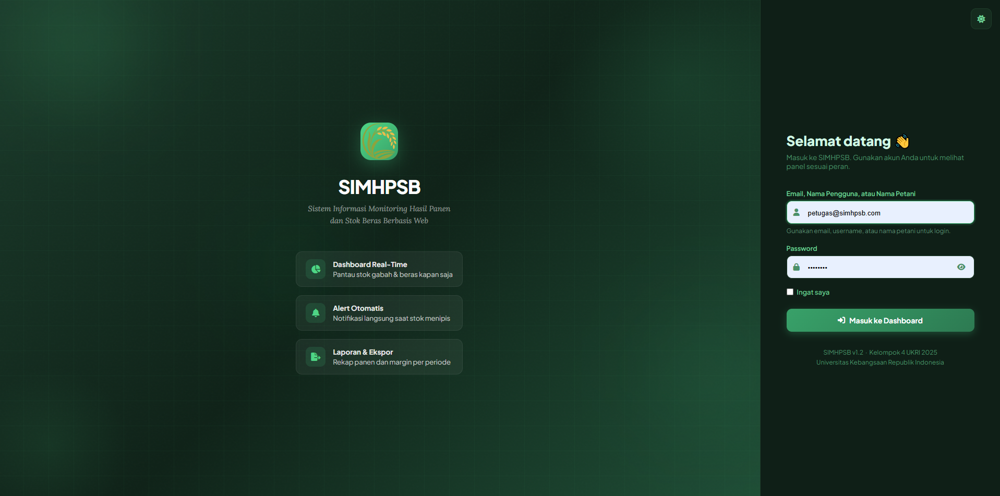 SIMHPSB
Sistem Informasi Monitoring Hasil Panen
dan Stok Beras Berbasis Web
Dashboard Real-Time
Pantau stok gabah & beras kapan saja
Alert Otomatis
Notifikasi langsung saat stok menipis
Laporan & Ekspor
Rekap panen dan margin per periode
Selamat datang 👋
Masuk ke SIMHPSB. Gunakan akun Anda untuk melihat
panel sesuai peran.
Email, Nama Pengguna, atau Nama Petani
petugas@simhpsb.com
Gunakan email, username, atau nama petani untuk login.
Password
••••••••
Ingat saya
Masuk ke Dashboard
SIMHPSB v1.2 · Kelompok 4 UKRI 2025
Universitas Kebangsaan Republik Indonesia